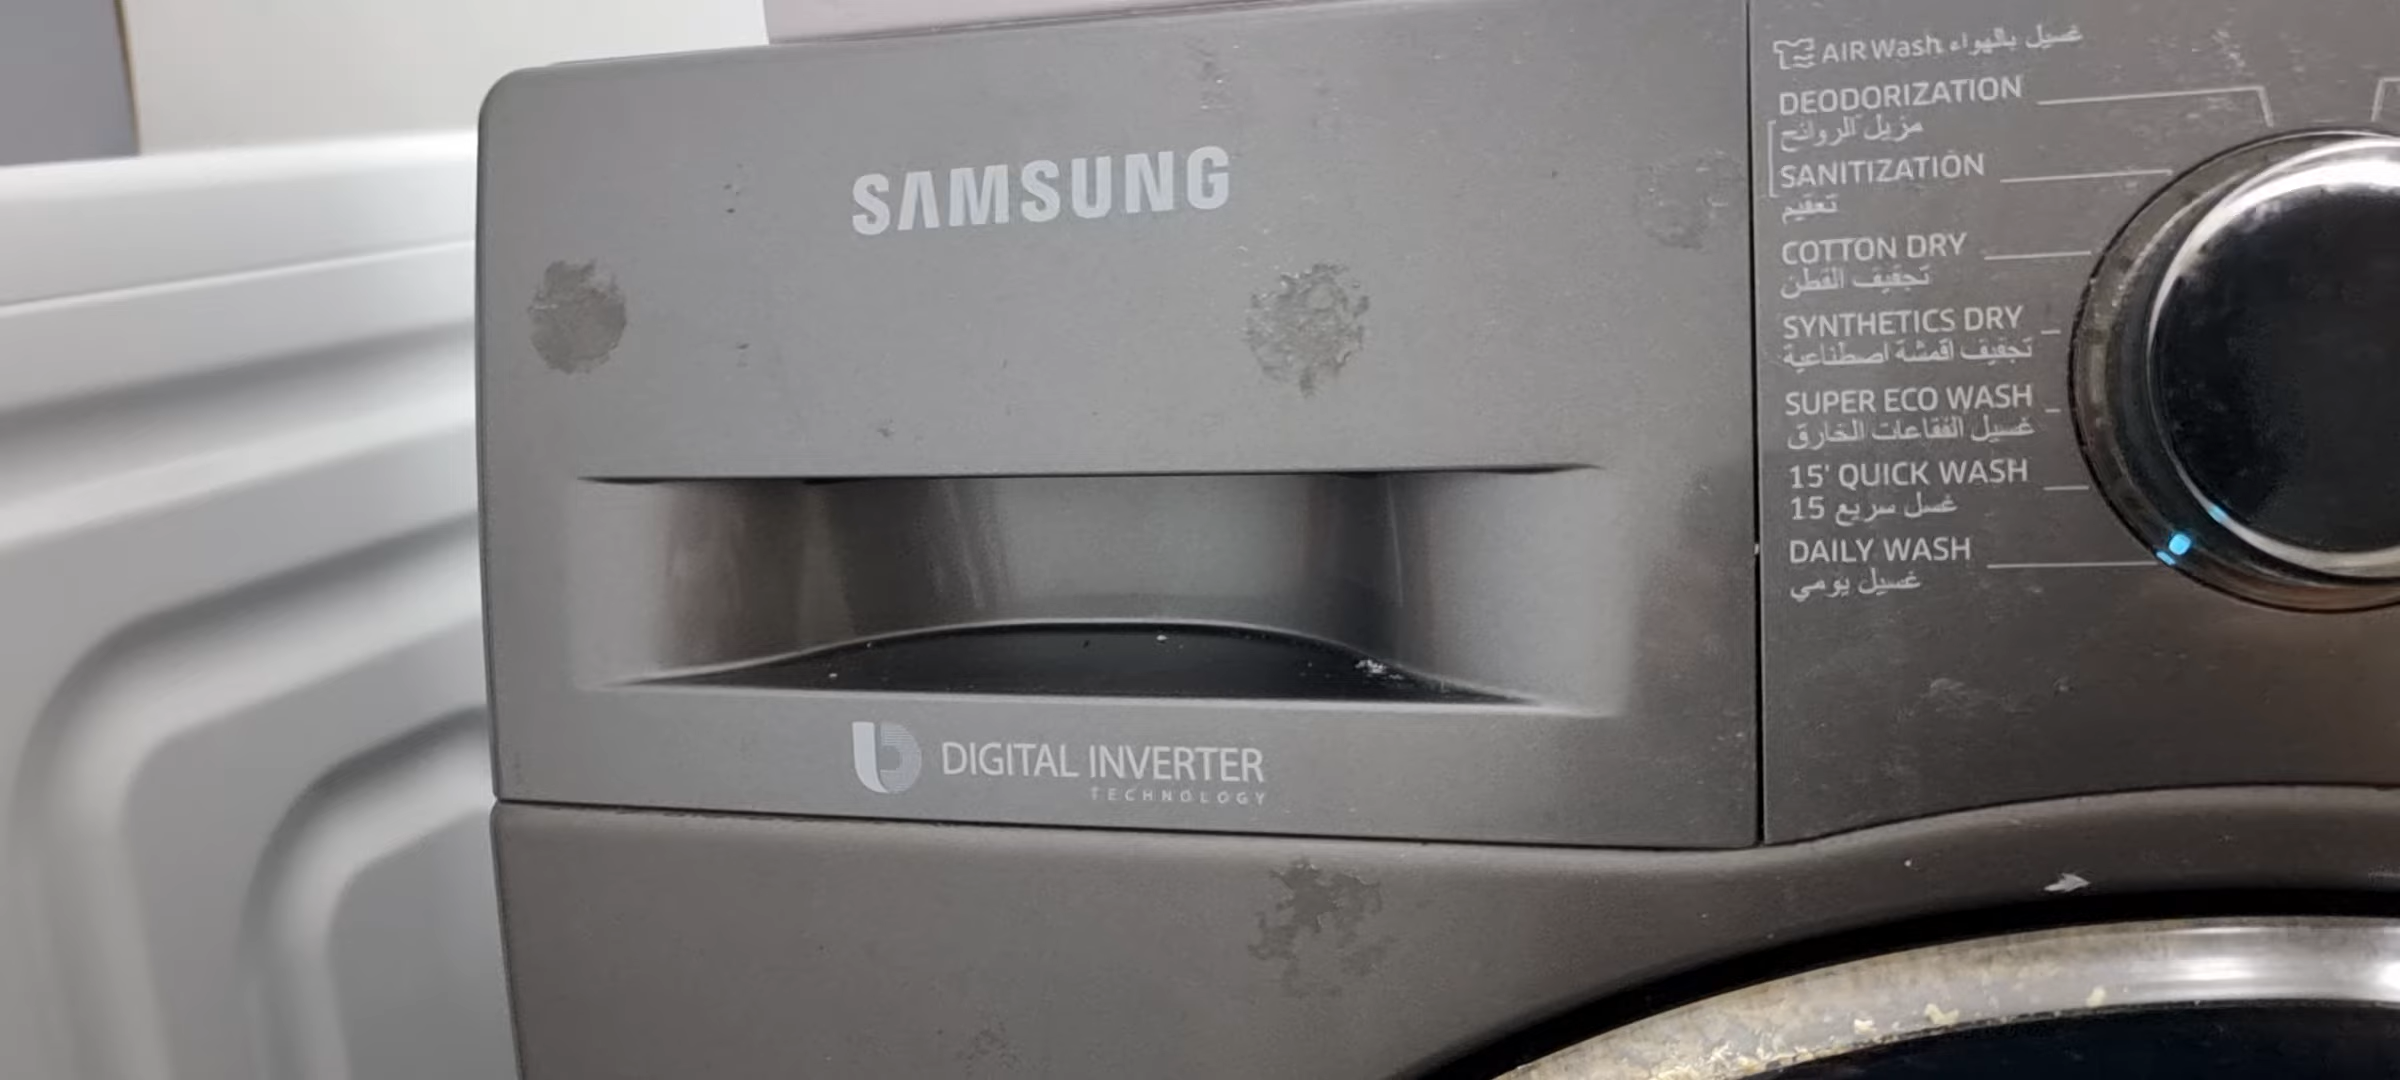 SAMSUNG
DIGITAL INVERTER
TECHNOLOGY
AIR Wash غسيل بالهواء
DEODORIZATION
مزيل الروائح
SANITIZATION
تعقيم
COTTON DRY
تجفيف القطن
SYNTHETICS DRY
تجفيف اقمشة اصطناعية
SUPER ECO WASH
غسيل الفقاعات الخارق
15' QUICK WASH
غسل سريع 15
DAILY WASH
غسيل يومي